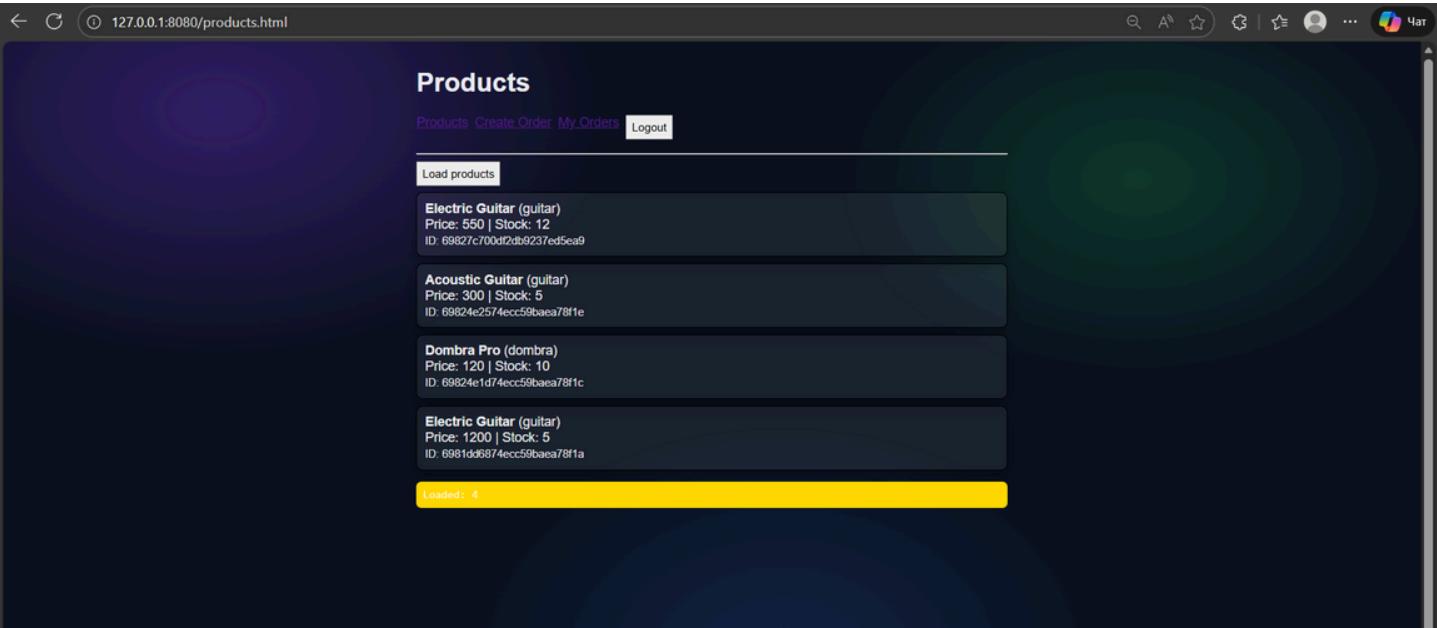 127.0.0.1:8080/products.html
Чат
Products
Products Create Order My Orders Logout
Load products
Electric Guitar (guitar)
Price: 550 | Stock: 12
ID: 69827c700df2db9237ed5ea9
Acoustic Guitar (guitar)
Price: 300 | Stock: 5
ID: 69824e2574ecc59baea78f1e
Dombra Pro (dombra)
Price: 120 | Stock: 10
ID: 69824e1d74ecc59baea78f1c
Electric Guitar (guitar)
Price: 1200 | Stock: 5
ID: 6981dd6874ecc59baea78f1a
Loaded: 4